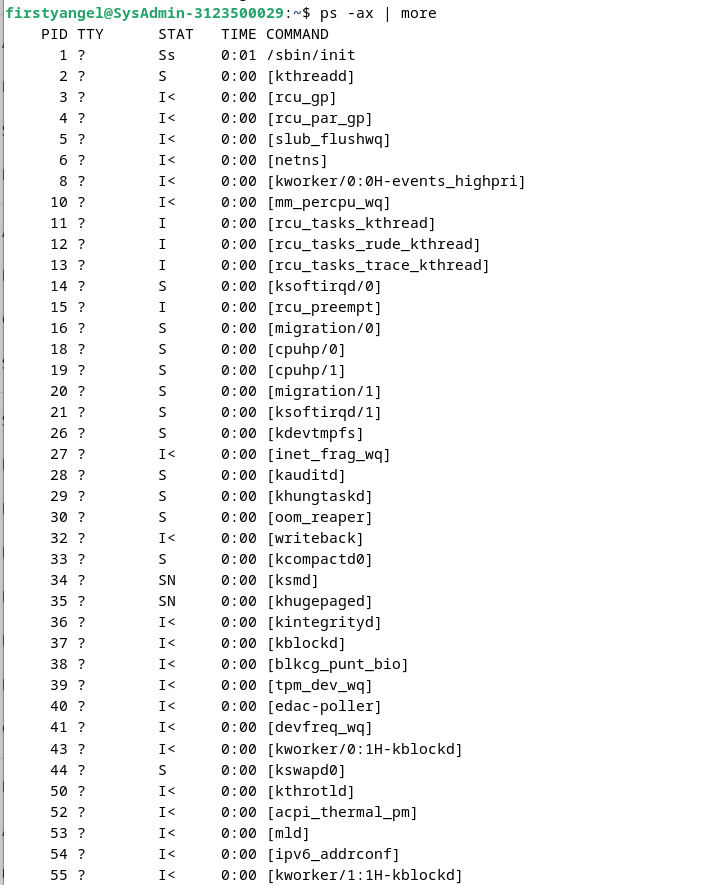 firstyangel@SysAdmin-3123500029:~$ ps -ax | more
    PID TTY      STAT   TIME COMMAND
      1 ?        Ss     0:01 /sbin/init
      2 ?        S      0:00 [kthreadd]
      3 ?        I<     0:00 [rcu_gp]
      4 ?        I<     0:00 [rcu_par_gp]
      5 ?        I<     0:00 [slub_flushwq]
      6 ?        I<     0:00 [netns]
      8 ?        I<     0:00 [kworker/0:0H-events_highpri]
     10 ?        I<     0:00 [mm_percpu_wq]
     11 ?        I      0:00 [rcu_tasks_kthread]
     12 ?        I      0:00 [rcu_tasks_rude_kthread]
     13 ?        I      0:00 [rcu_tasks_trace_kthread]
     14 ?        S      0:00 [ksoftirqd/0]
     15 ?        I      0:00 [rcu_preempt]
     16 ?        S      0:00 [migration/0]
     18 ?        S      0:00 [cpuhp/0]
     19 ?        S      0:00 [cpuhp/1]
     20 ?        S      0:00 [migration/1]
     21 ?        S      0:00 [ksoftirqd/1]
     26 ?        S      0:00 [kdevtmpfs]
     27 ?        I<     0:00 [inet_frag_wq]
     28 ?        S      0:00 [kauditd]
     29 ?        S      0:00 [khungtaskd]
     30 ?        S      0:00 [oom_reaper]
     32 ?        I<     0:00 [writeback]
     33 ?        S      0:00 [kcompactd0]
     34 ?        SN     0:00 [ksmd]
     35 ?        SN     0:00 [khugepaged]
     36 ?        I<     0:00 [kintegrityd]
     37 ?        I<     0:00 [kblockd]
     38 ?        I<     0:00 [blkcg_punt_bio]
     39 ?        I<     0:00 [tpm_dev_wq]
     40 ?        I<     0:00 [edac-poller]
     41 ?        I<     0:00 [devfreq_wq]
     43 ?        I<     0:00 [kworker/0:1H-kblockd]
     44 ?        S      0:00 [kswapd0]
     50 ?        I<     0:00 [kthrotld]
     52 ?        I<     0:00 [acpi_thermal_pm]
     53 ?        I<     0:00 [mld]
     54 ?        I<     0:00 [ipv6_addrconf]
     55 ?        I<     0:00 [kworker/1:1H-kblockd]